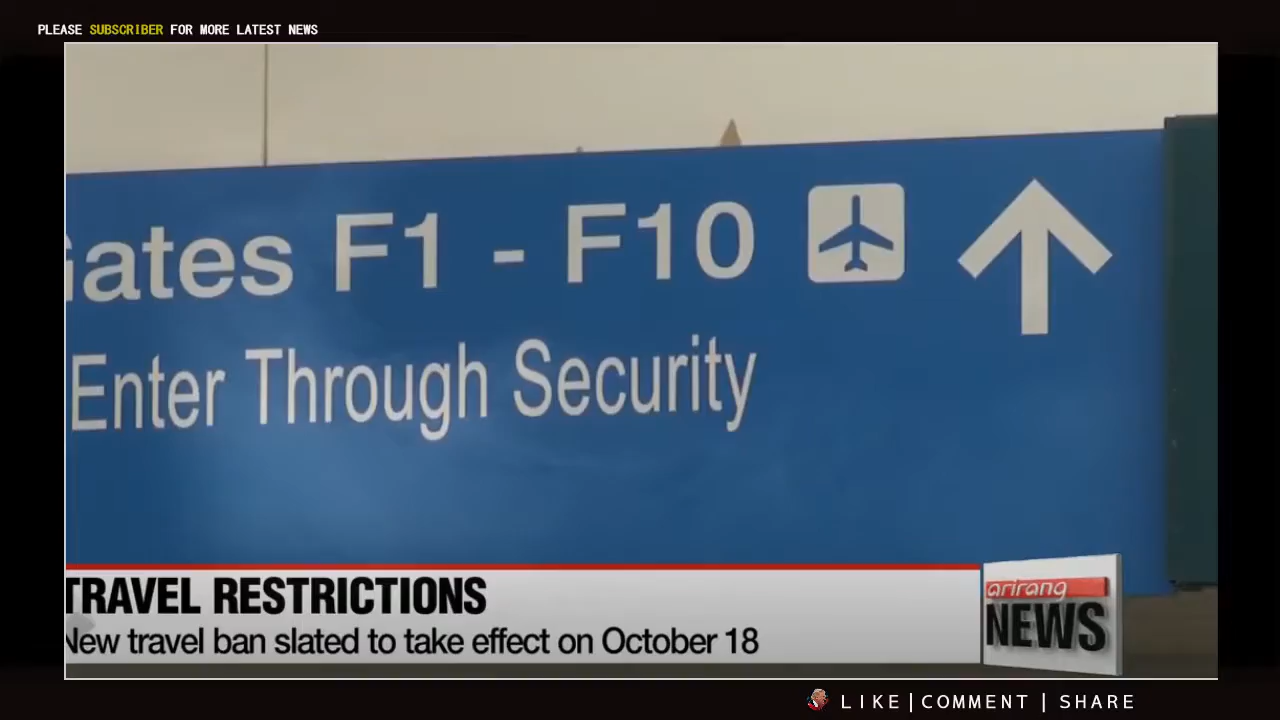 PLEASE SUBSCRIBER FOR MORE LATEST NEWS
Gates F1 - F10
Enter Through Security
TRAVEL RESTRICTIONS
New travel ban slated to take effect on October 18
arirang
NEWS
LIKE|COMMENT | SHARE